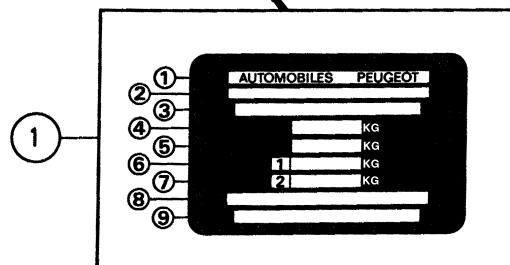 ① AUTOMOBILES PEUGEOT
②
③
④ KG
⑤ KG
1
⑥ 1 KG
⑦ 2 KG
⑧
⑨